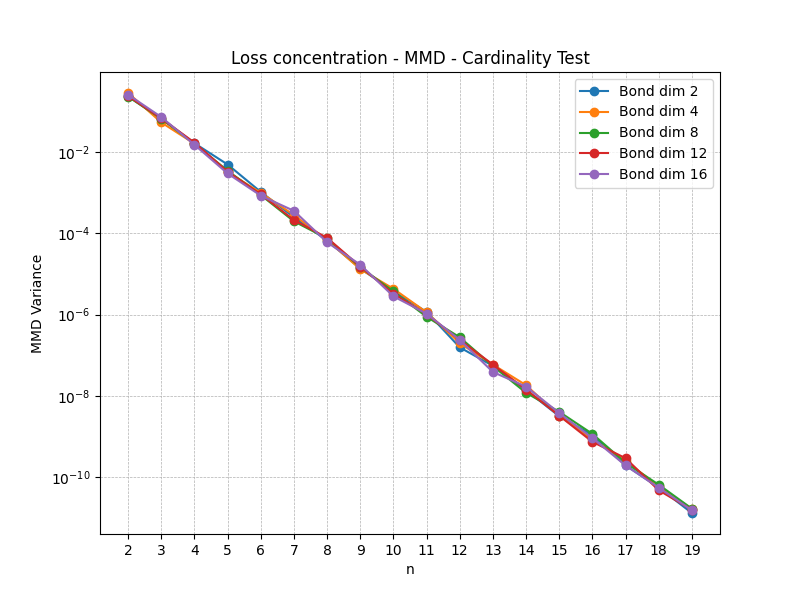 Loss concentration - MMD - Cardinality Test
Bond dim 2
Bond dim 4
Bond dim 8
Bond dim 12
Bond dim 16
MMD Variance
10⁻²
10⁻⁴
10⁻⁶
10⁻⁸
10⁻¹⁰
2 3 4 5 6 7 8 9 10 11 12 13 14 15 16 17 18 19
n